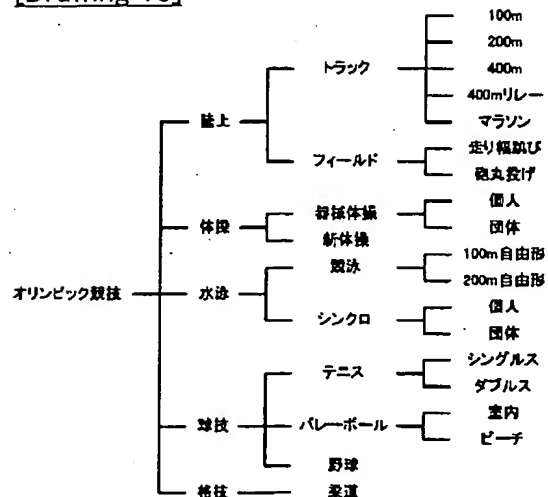 [Drawing 10]
オリンピック競技
陸上
トラック
100m
200m
400m
400mリレー
マラソン
フィールド
走り幅跳び
砲丸投げ
体操
器械体操
個人
団体
新体操
水泳
競泳
100m自由形
200m自由形
シンクロ
個人
団体
球技
テニス
シングルス
ダブルス
バレーボール
室内
ビーチ
野球
格技
柔道